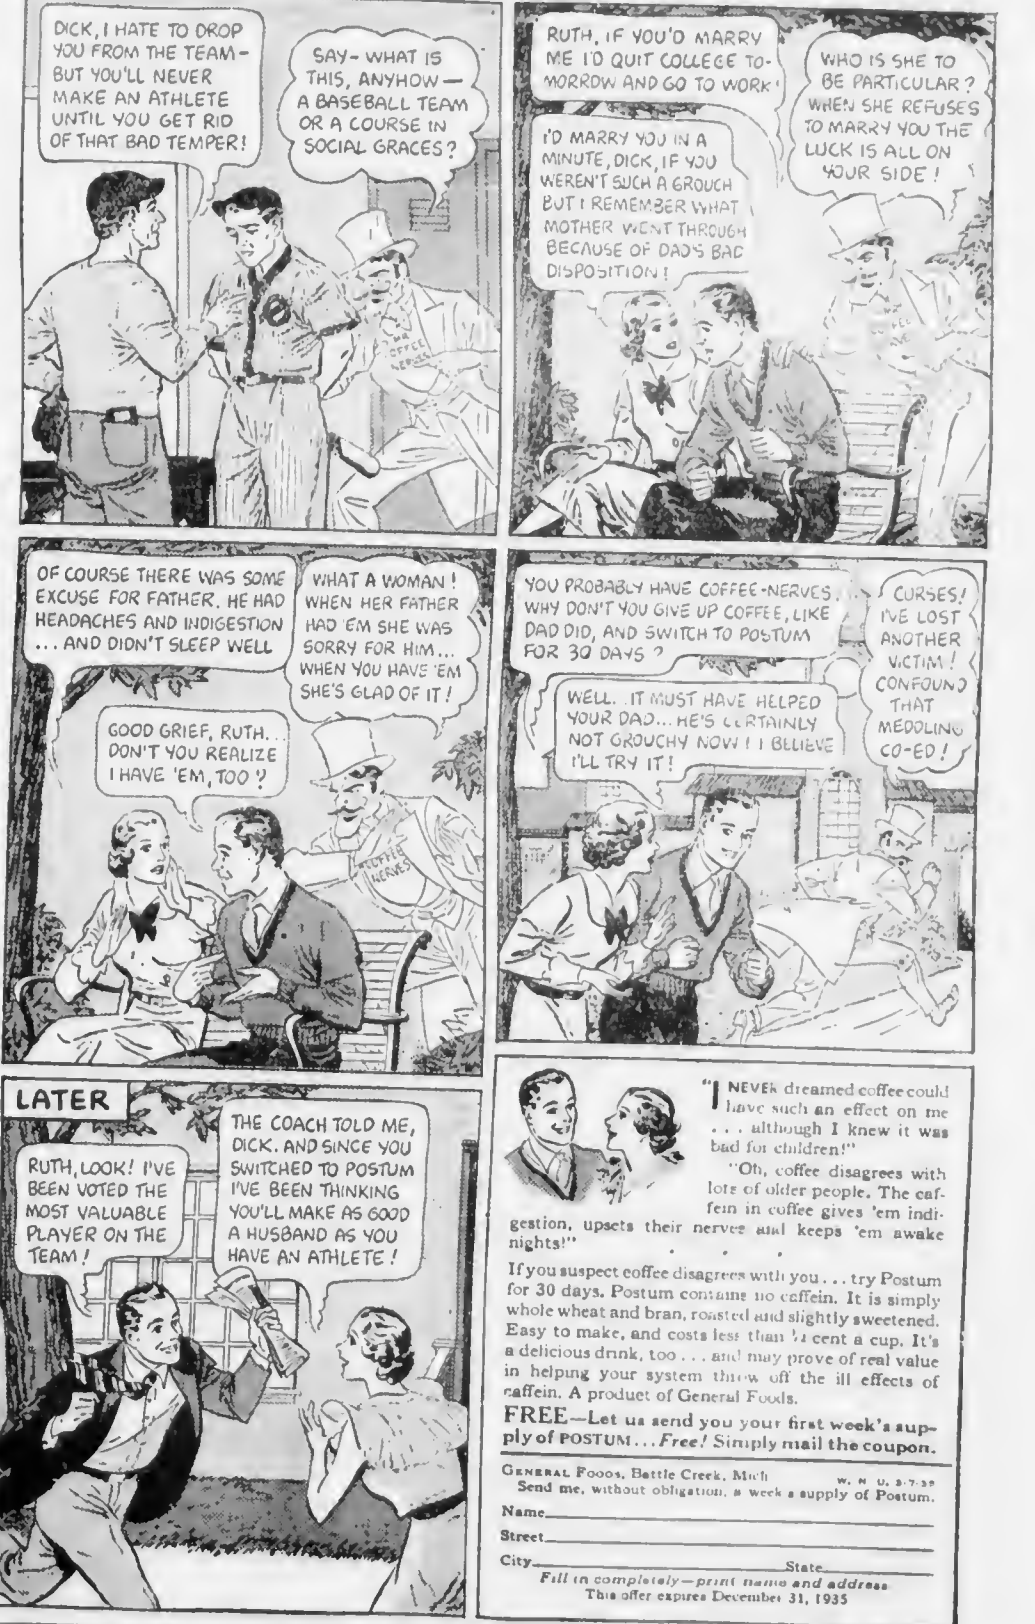 DICK, I HATE TO DROP
YOU FROM THE TEAM—
BUT YOU'LL NEVER
MAKE AN ATHLETE
UNTIL YOU GET RID
OF THAT BAD TEMPER!
SAY—WHAT IS
THIS, ANYHOW—
A BASEBALL TEAM
OR A COURSE IN
SOCIAL GRACES?
COFFEE
NERVES
RUTH, IF YOU'D MARRY
ME I'D QUIT COLLEGE TO-
MORROW AND GO TO WORK!
I'D MARRY YOU IN A
MINUTE, DICK, IF YOU
WEREN'T SUCH A GROUCH
BUT I REMEMBER WHAT
MOTHER WENT THROUGH
BECAUSE OF DAD'S BAD
DISPOSITION!
WHO IS SHE TO
BE PARTICULAR?
WHEN SHE REFUSES
TO MARRY YOU THE
LUCK IS ALL ON
YOUR SIDE!
OF COURSE THERE WAS SOME
EXCUSE FOR FATHER. HE HAD
HEADACHES AND INDIGESTION
... AND DIDN'T SLEEP WELL
WHAT A WOMAN!
WHEN HER FATHER
HAD 'EM SHE WAS
SORRY FOR HIM...
WHEN YOU HAVE 'EM
SHE'S GLAD OF IT!
GOOD GRIEF, RUTH...
DON'T YOU REALIZE
I HAVE 'EM, TOO?
COFFEE
NERVES
YOU PROBABLY HAVE COFFEE-NERVES.
WHY DON'T YOU GIVE UP COFFEE, LIKE
DAD DID, AND SWITCH TO POSTUM
FOR 30 DAYS?
CURSES!
I'VE LOST
ANOTHER
VICTIM!
CONFOUND
THAT
MEDDLING
CO-ED!
WELL.. IT MUST HAVE HELPED
YOUR DAD... HE'S CERTAINLY
NOT GROUCHY NOW! I BELIEVE
I'LL TRY IT!
LATER
RUTH, LOOK! I'VE
BEEN VOTED THE
MOST VALUABLE
PLAYER ON THE
TEAM!
THE COACH TOLD ME,
DICK. AND SINCE YOU
SWITCHED TO POSTUM
I'VE BEEN THINKING
YOU'LL MAKE AS GOOD
A HUSBAND AS YOU
HAVE AN ATHLETE!
"I NEVER dreamed coffee could
have such an effect on me
. . . although I knew it was
bad for children!"
"Oh, coffee disagrees with
lots of older people. The caf-
fein in coffee gives 'em indi-
gestion, upsets their nerves and keeps 'em awake
nights!"
If you suspect coffee disagrees with you . . . try Postum
for 30 days. Postum contains no caffein. It is simply
whole wheat and bran, roasted and slightly sweetened.
Easy to make, and costs less than ½ cent a cup. It's
a delicious drink, too . . . and may prove of real value
in helping your system throw off the ill effects of
caffein. A product of General Foods.
FREE—Let us send you your first week's sup-
ply of POSTUM...Free! Simply mail the coupon.
GENERAL FOODS, Battle Creek, Mich
W. N. U. 9-7-35
Send me, without obligation, a week's supply of Postum.
Name
Street
City State
Fill in completely—print name and address
This offer expires December 31, 1935